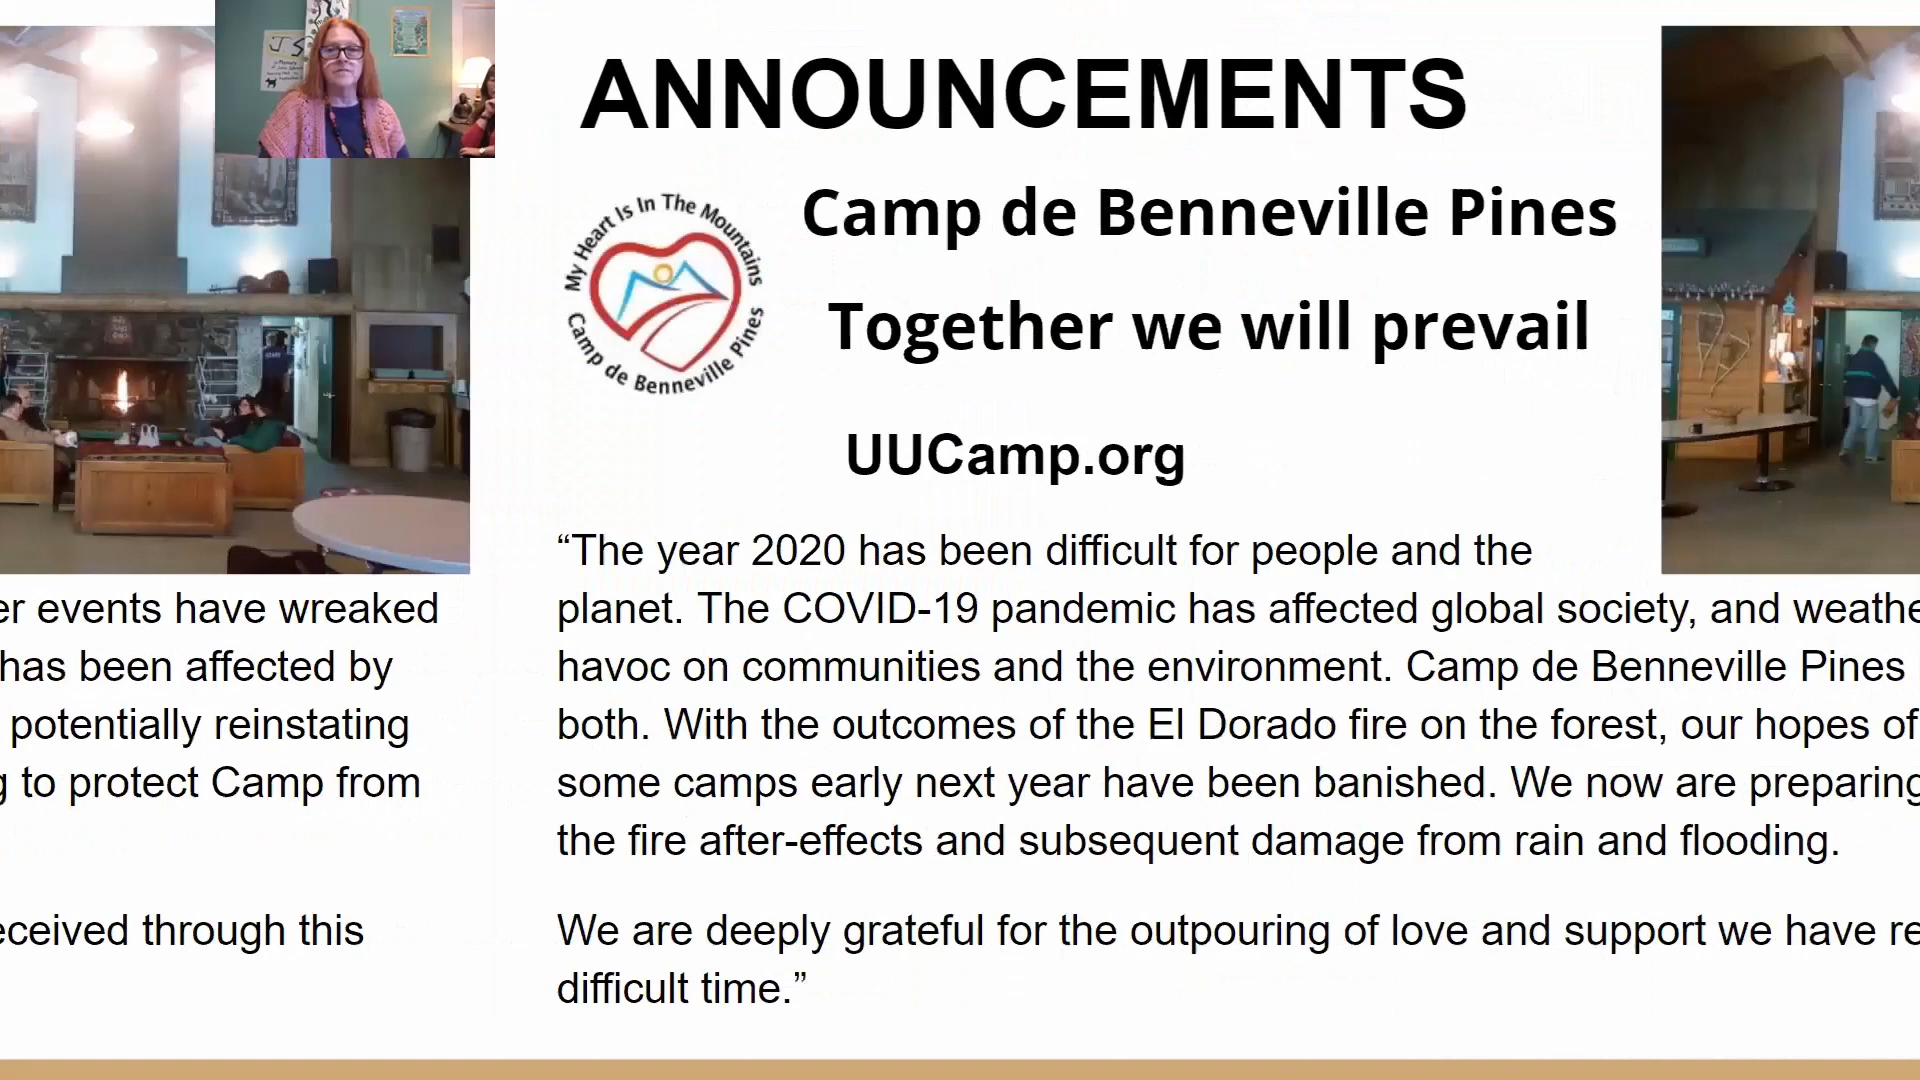 ANNOUNCEMENTS
My Heart Is In The Mountains
Camp de Benneville Pines
Camp de Benneville Pines
Together we will prevail
UUCamp.org
“The year 2020 has been difficult for people and the
planet. The COVID-19 pandemic has affected global society, and weathe
er events have wreaked
havoc on communities and the environment. Camp de Benneville Pines
has been affected by
both. With the outcomes of the El Dorado fire on the forest, our hopes of
potentially reinstating
some camps early next year have been banished. We now are preparing
g to protect Camp from
the fire after-effects and subsequent damage from rain and flooding.
We are deeply grateful for the outpouring of love and support we have re
eceived through this
difficult time.”